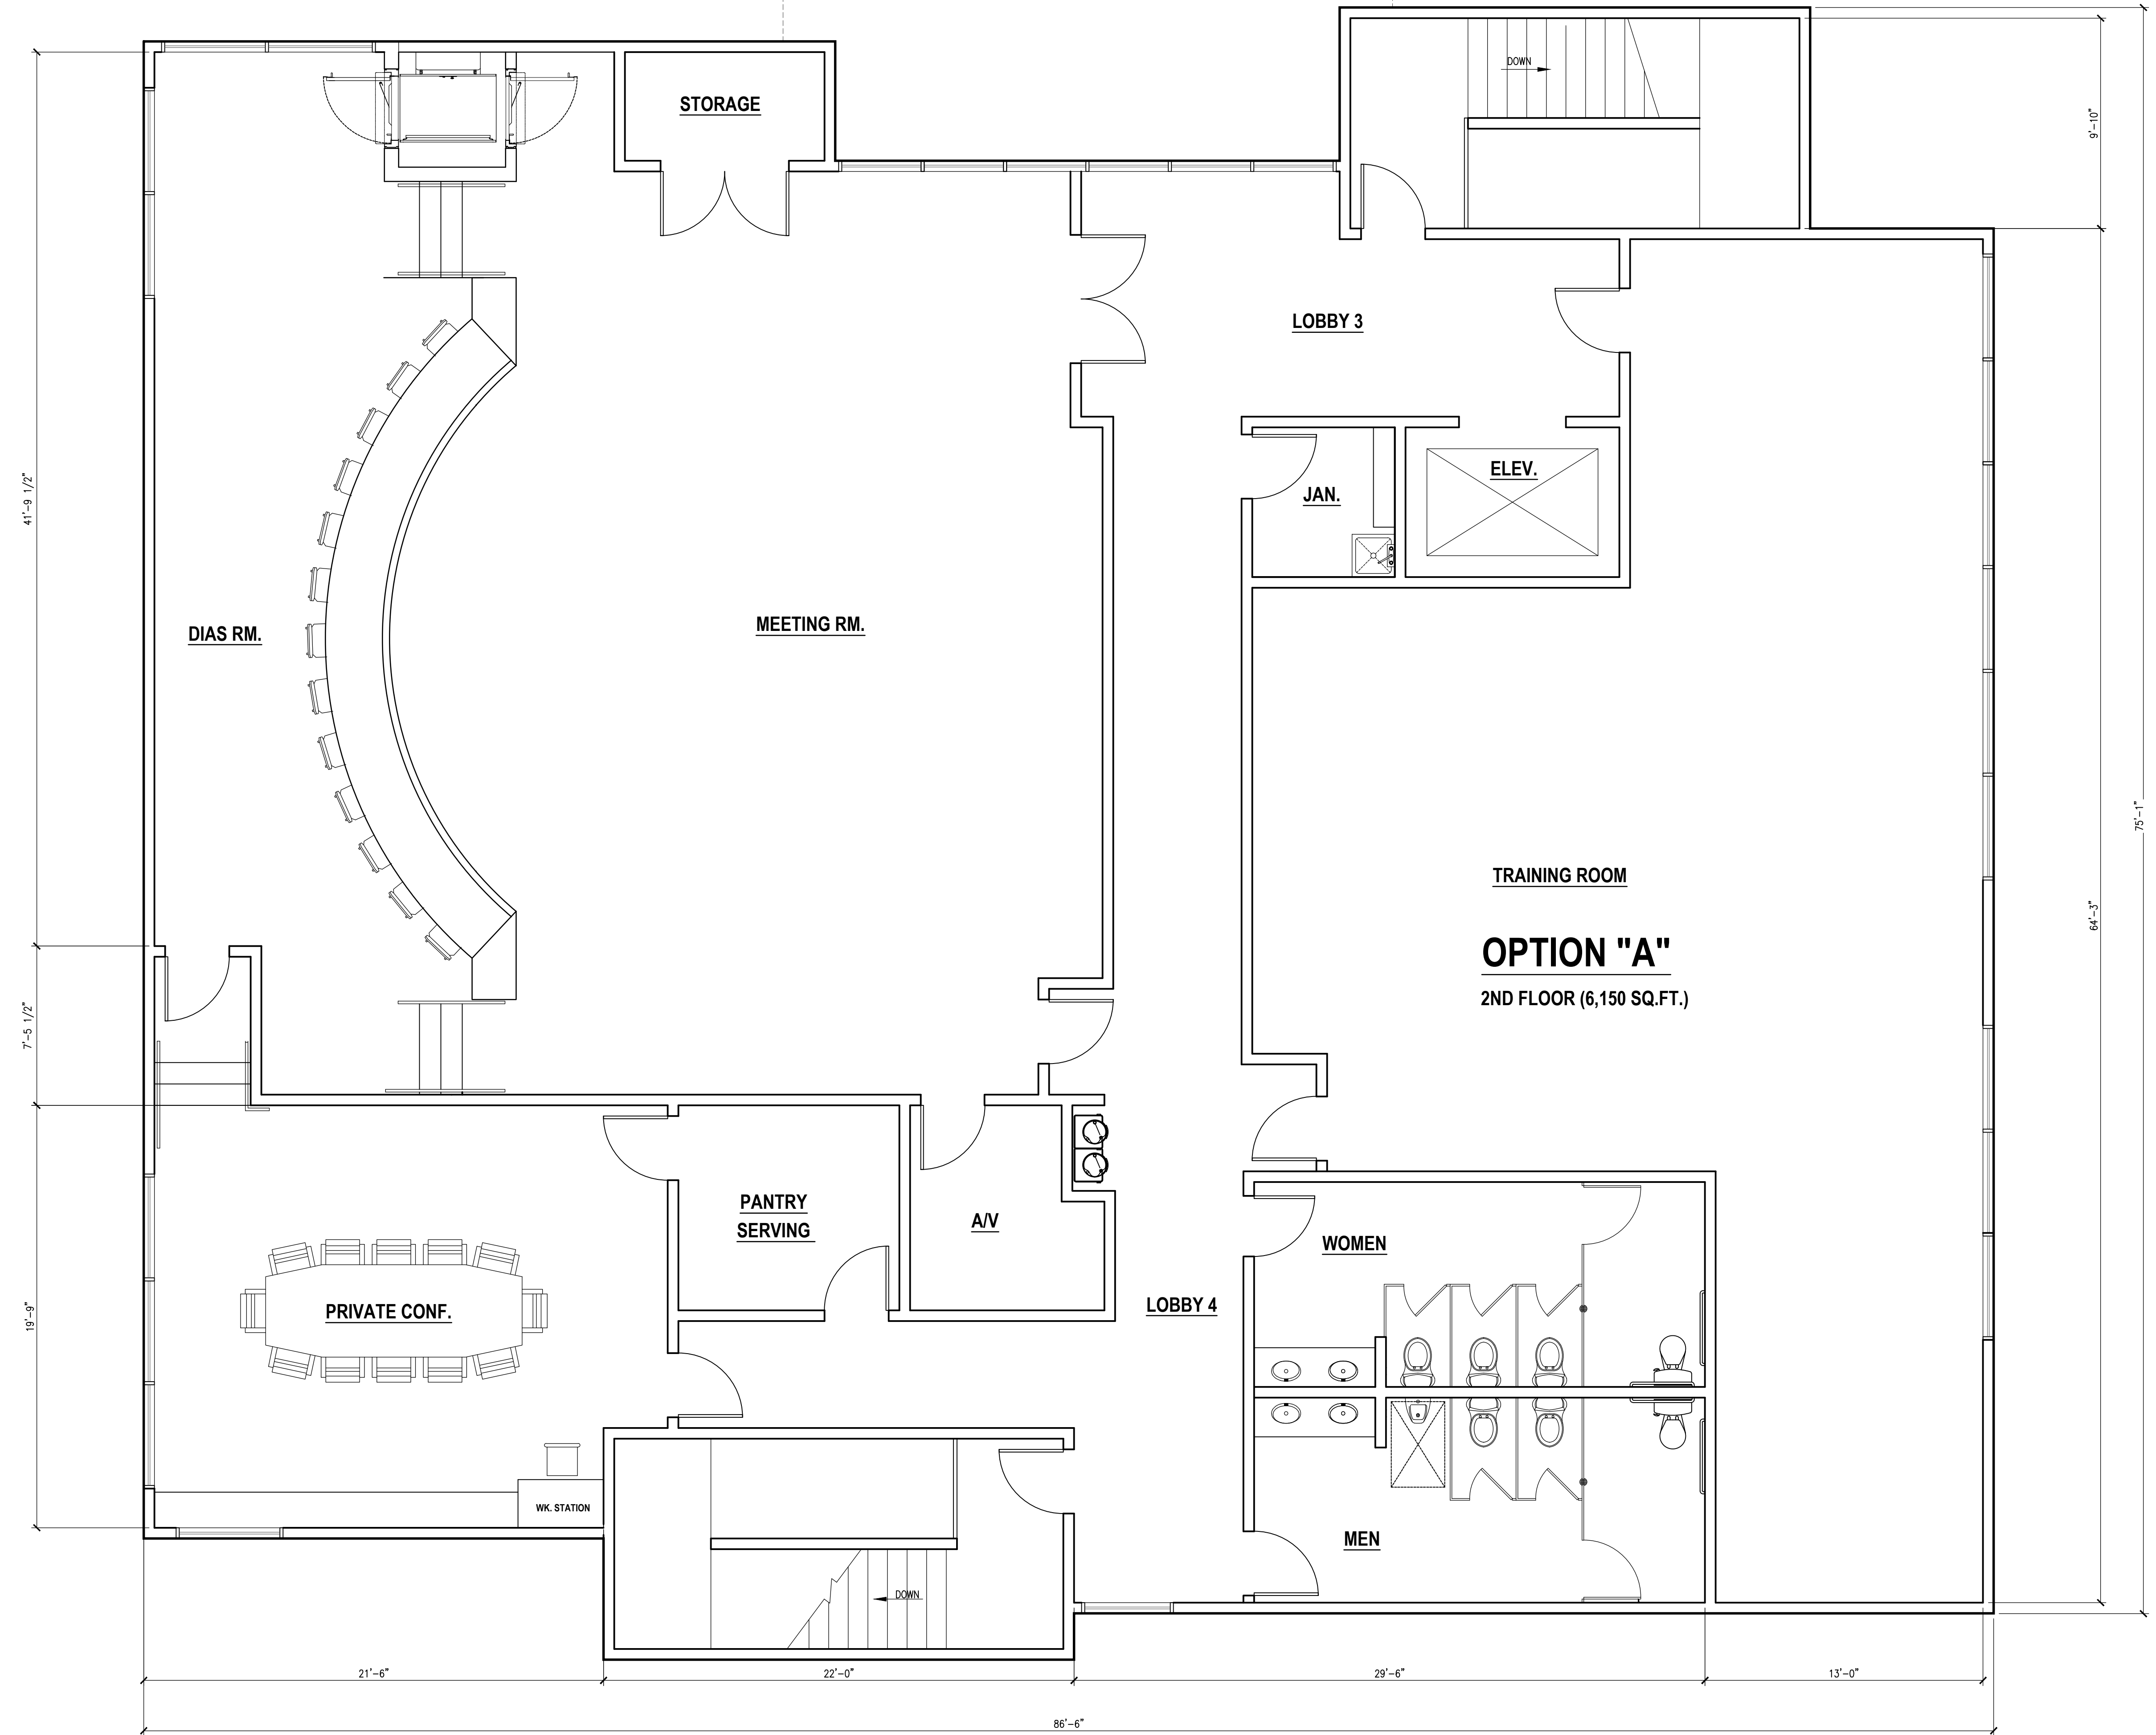 DOWN
STORAGE
9'-10"
LOBBY 3
41'-9 1/2"
ELEV.
JAN.
DIAS RM.
MEETING RM.
75'-1"
TRAINING ROOM
64'-3"
OPTION "A"
2ND FLOOR (6,150 SQ.FT.)
7'-5 1/2"
PANTRY
SERVING
A/V
WOMEN
LOBBY 4
PRIVATE CONF.
19'-9"
WK. STATION
MEN
DOWN
21'-6"
22'-0"
29'-6"
13'-0"
86'-6"